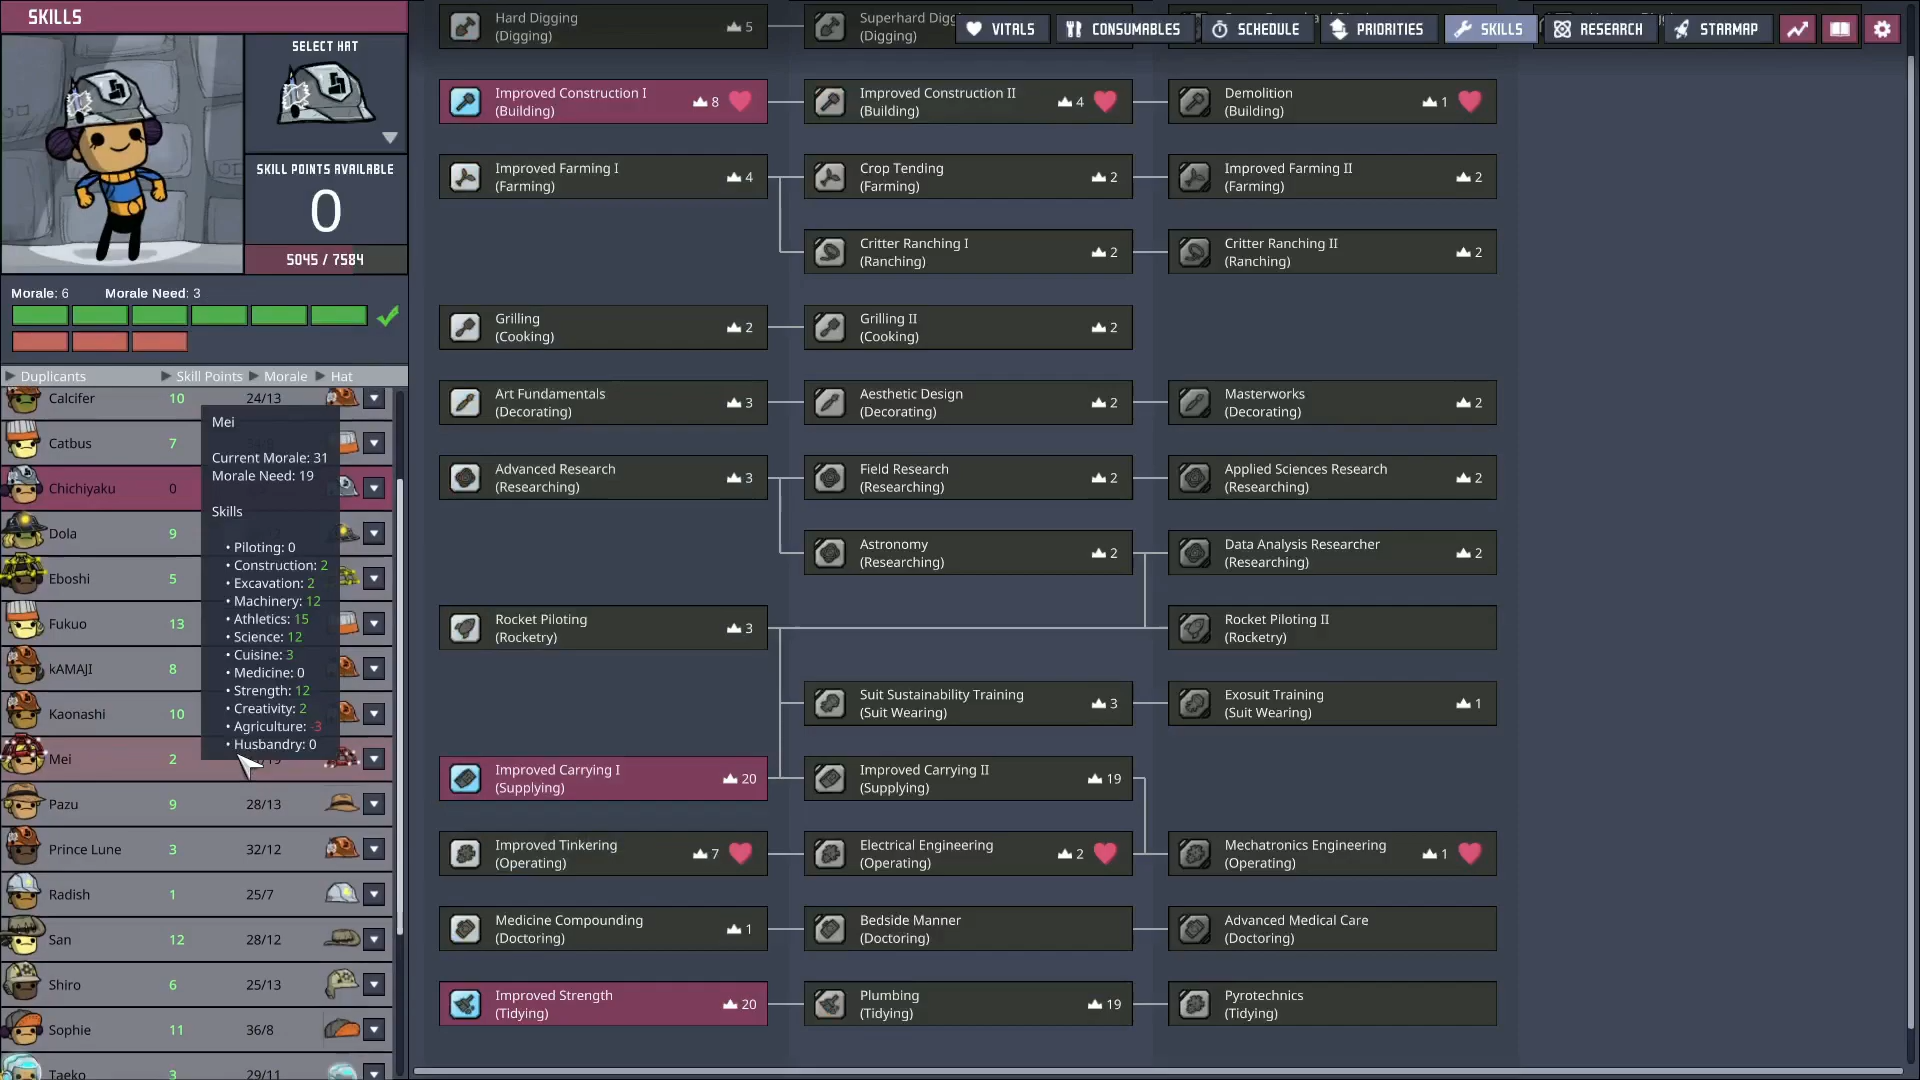 SKILLS
VITALS
CONSUMABLES
SCHEDULE
PRIORITIES
SKILLS
RESEARCH
STARMAP
SELECT HAT
SKILL POINTS AVAILABLE
0
5045 / 7584
Morale: 6 Morale Need: 3
Duplicants Skill Points Morale Hat
Calcifer 10 24/13
Catbus 7
Chichiyaku 0
Dola 9
Eboshi 5
Fukuo 13
kAMAJI 8
Kaonashi 10
Mei 2
Pazu 9 28/13
Prince Lune 3 32/12
Radish 1 25/7
San 12 28/12
Shiro 6 25/13
Sophie 11 36/8
Taeko 3 29/11
Mei
Current Morale: 31
Morale Need: 19
Skills
• Piloting: 0
• Construction: 2
• Excavation: 2
• Machinery: 12
• Athletics: 15
• Science: 12
• Cuisine: 3
• Medicine: 0
• Strength: 12
• Creativity: 2
• Agriculture: -3
• Husbandry: 0
Hard Digging 5
(Digging)
(Digging)
Improved Construction I 8
(Building)
Improved Construction II 4
(Building)
Demolition 1
(Building)
Improved Farming I 4
(Farming)
Crop Tending 2
(Farming)
Improved Farming II 2
(Farming)
Critter Ranching I 2
(Ranching)
Critter Ranching II 2
(Ranching)
Grilling 2
(Cooking)
Grilling II 2
(Cooking)
Art Fundamentals 3
(Decorating)
Aesthetic Design 2
(Decorating)
Masterworks 2
(Decorating)
Advanced Research 3
(Researching)
Field Research 2
(Researching)
Applied Sciences Research 2
(Researching)
Astronomy 2
(Researching)
Data Analysis Researcher 2
(Researching)
Rocket Piloting 3
(Rocketry)
Rocket Piloting II
(Rocketry)
Suit Sustainability Training 3
(Suit Wearing)
Exosuit Training 1
(Suit Wearing)
Improved Carrying I 20
(Supplying)
Improved Carrying II 19
(Supplying)
Improved Tinkering 7
(Operating)
Electrical Engineering 2
(Operating)
Mechatronics Engineering 1
(Operating)
Medicine Compounding 1
(Doctoring)
Bedside Manner
(Doctoring)
Advanced Medical Care
(Doctoring)
Improved Strength 20
(Tidying)
Plumbing 19
(Tidying)
Pyrotechnics
(Tidying)